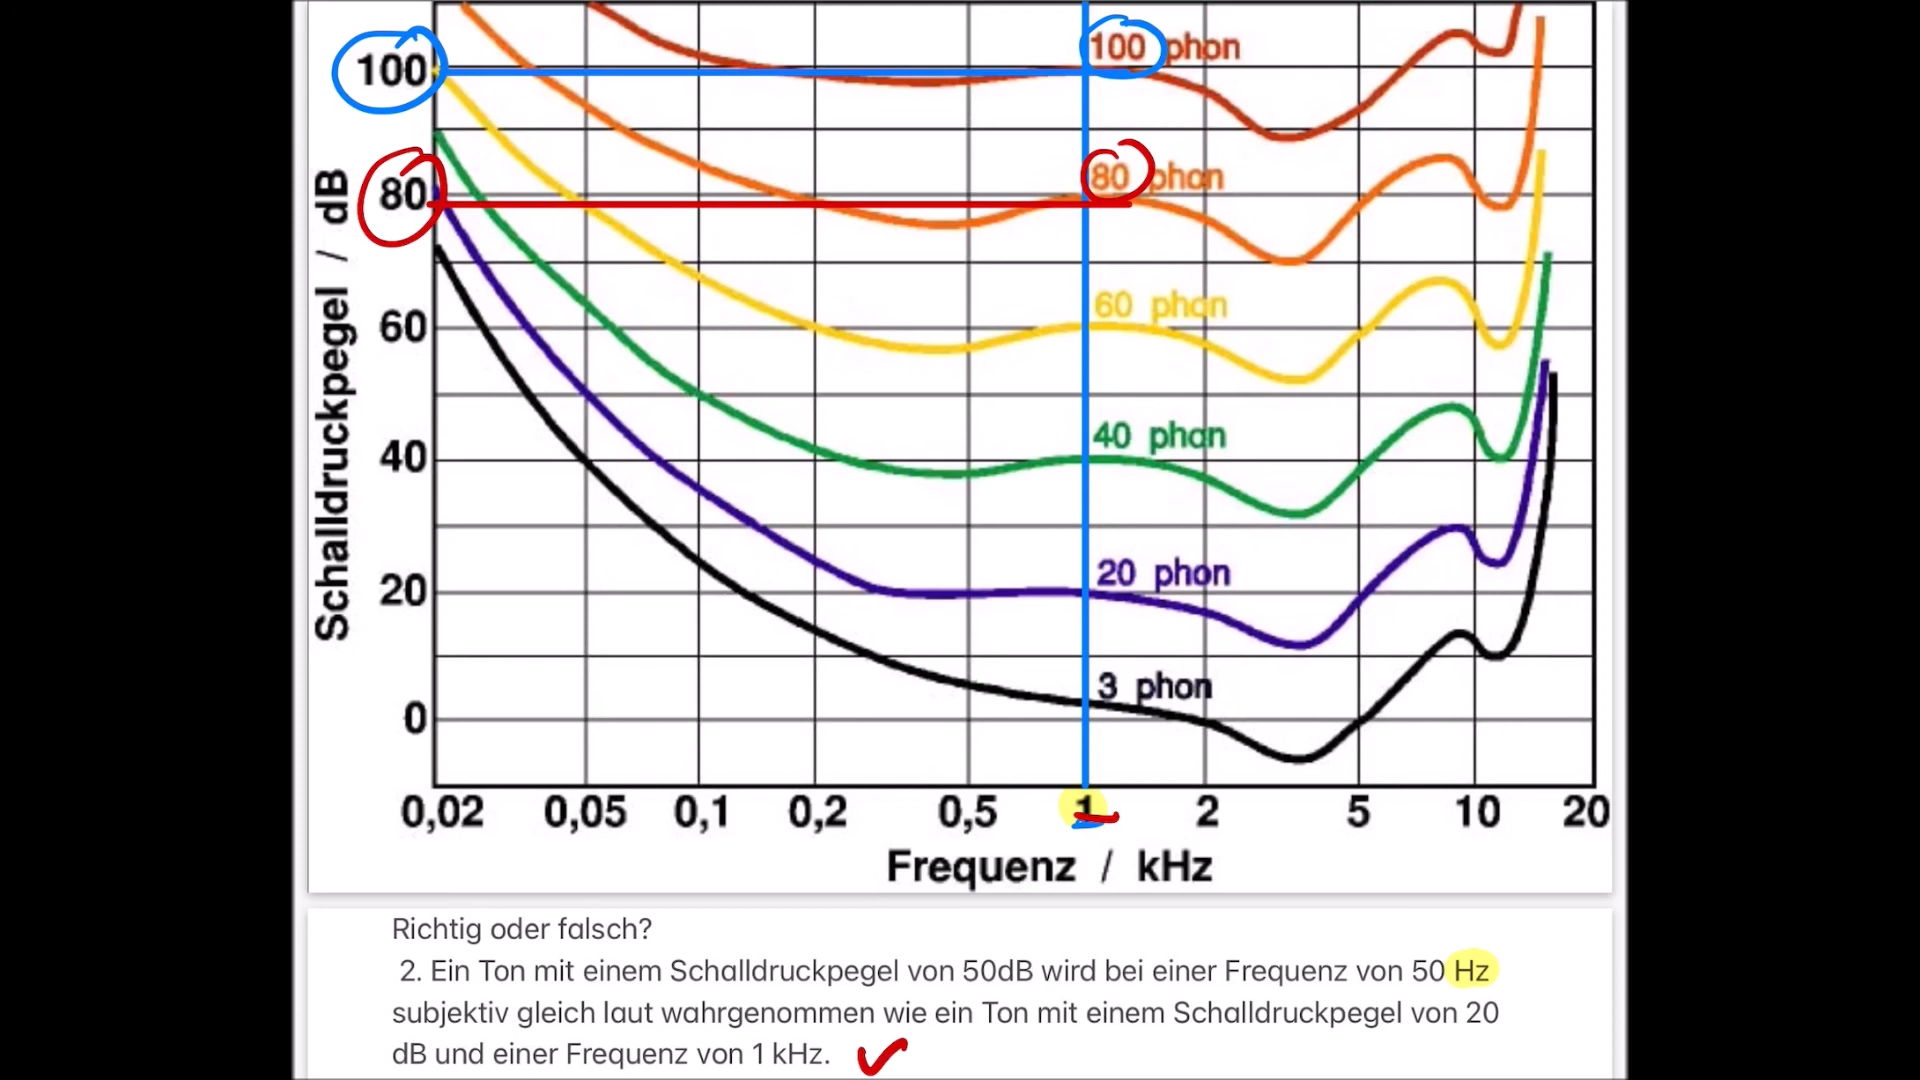 100
100 phon
80
80 phon
60
60 phon
40
40 phon
20
20 phon
3 phon
0
Schalldruckpegel / dB
0,02 0,05 0,1 0,2 0,5 1 2 5 10 20
Frequenz / kHz
Richtig oder falsch?
2. Ein Ton mit einem Schalldruckpegel von 50dB wird bei einer Frequenz von 50 Hz
subjektiv gleich laut wahrgenommen wie ein Ton mit einem Schalldruckpegel von 20
dB und einer Frequenz von 1 kHz.